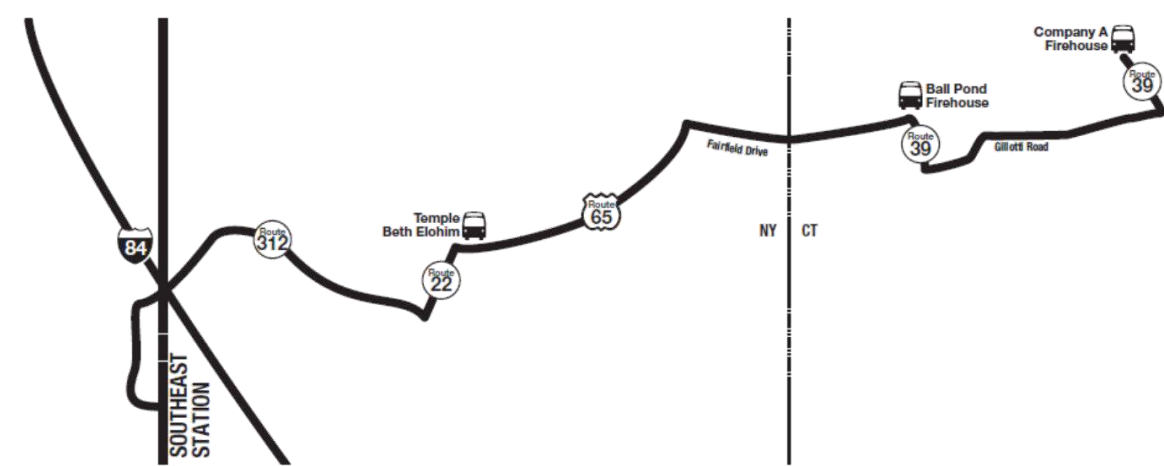 Company A
Firehouse
Route
39
Ball Pond
Firehouse
Route
39
Fairfield Drive
Gillotti Road
Route
65
Temple
Beth Elohim
NY
CT
84
Route
312
Route
22
SOUTHEAST
STATION